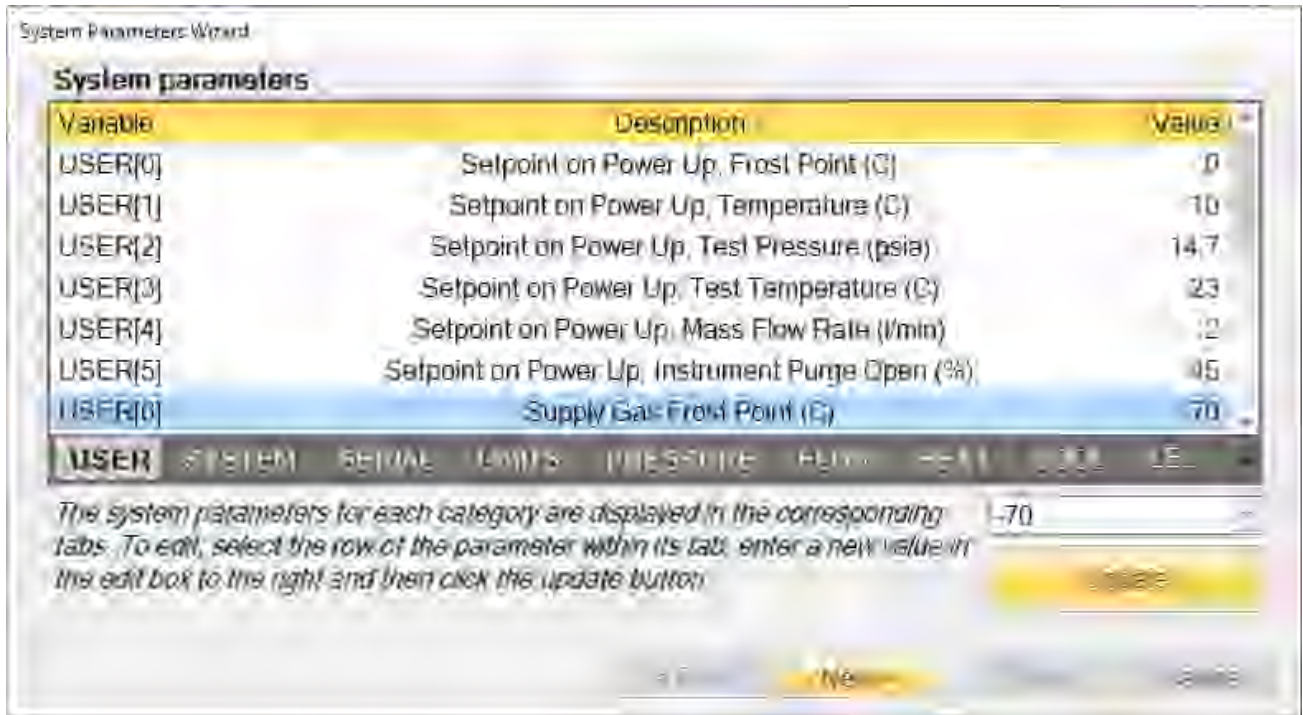 System Parameters Wizard
System parameters
Variable Description Value
USER[0] Setpoint on Power Up, Frost Point (C) 0
USER[1] Setpoint on Power Up, Temperature (C) 10
USER[2] Setpoint on Power Up, Test Pressure (psia) 14.7
USER[3] Setpoint on Power Up, Test Temperature (C) 23
USER[4] Setpoint on Power Up, Mass Flow Rate (l/min) 2
USER[5] Setpoint on Power Up, Instrument Purge Open (%) 45
USER[6] Supply Gas Frost Point (C) -70
USER SYSTEM SERIAL LIMITS PRESSURE FLOW
The system parameters for each category are displayed in the corresponding -70
tabs. To edit, select the row of the parameter within its tab, enter a new value in
the edit box to the right and then click the update button Update
Next